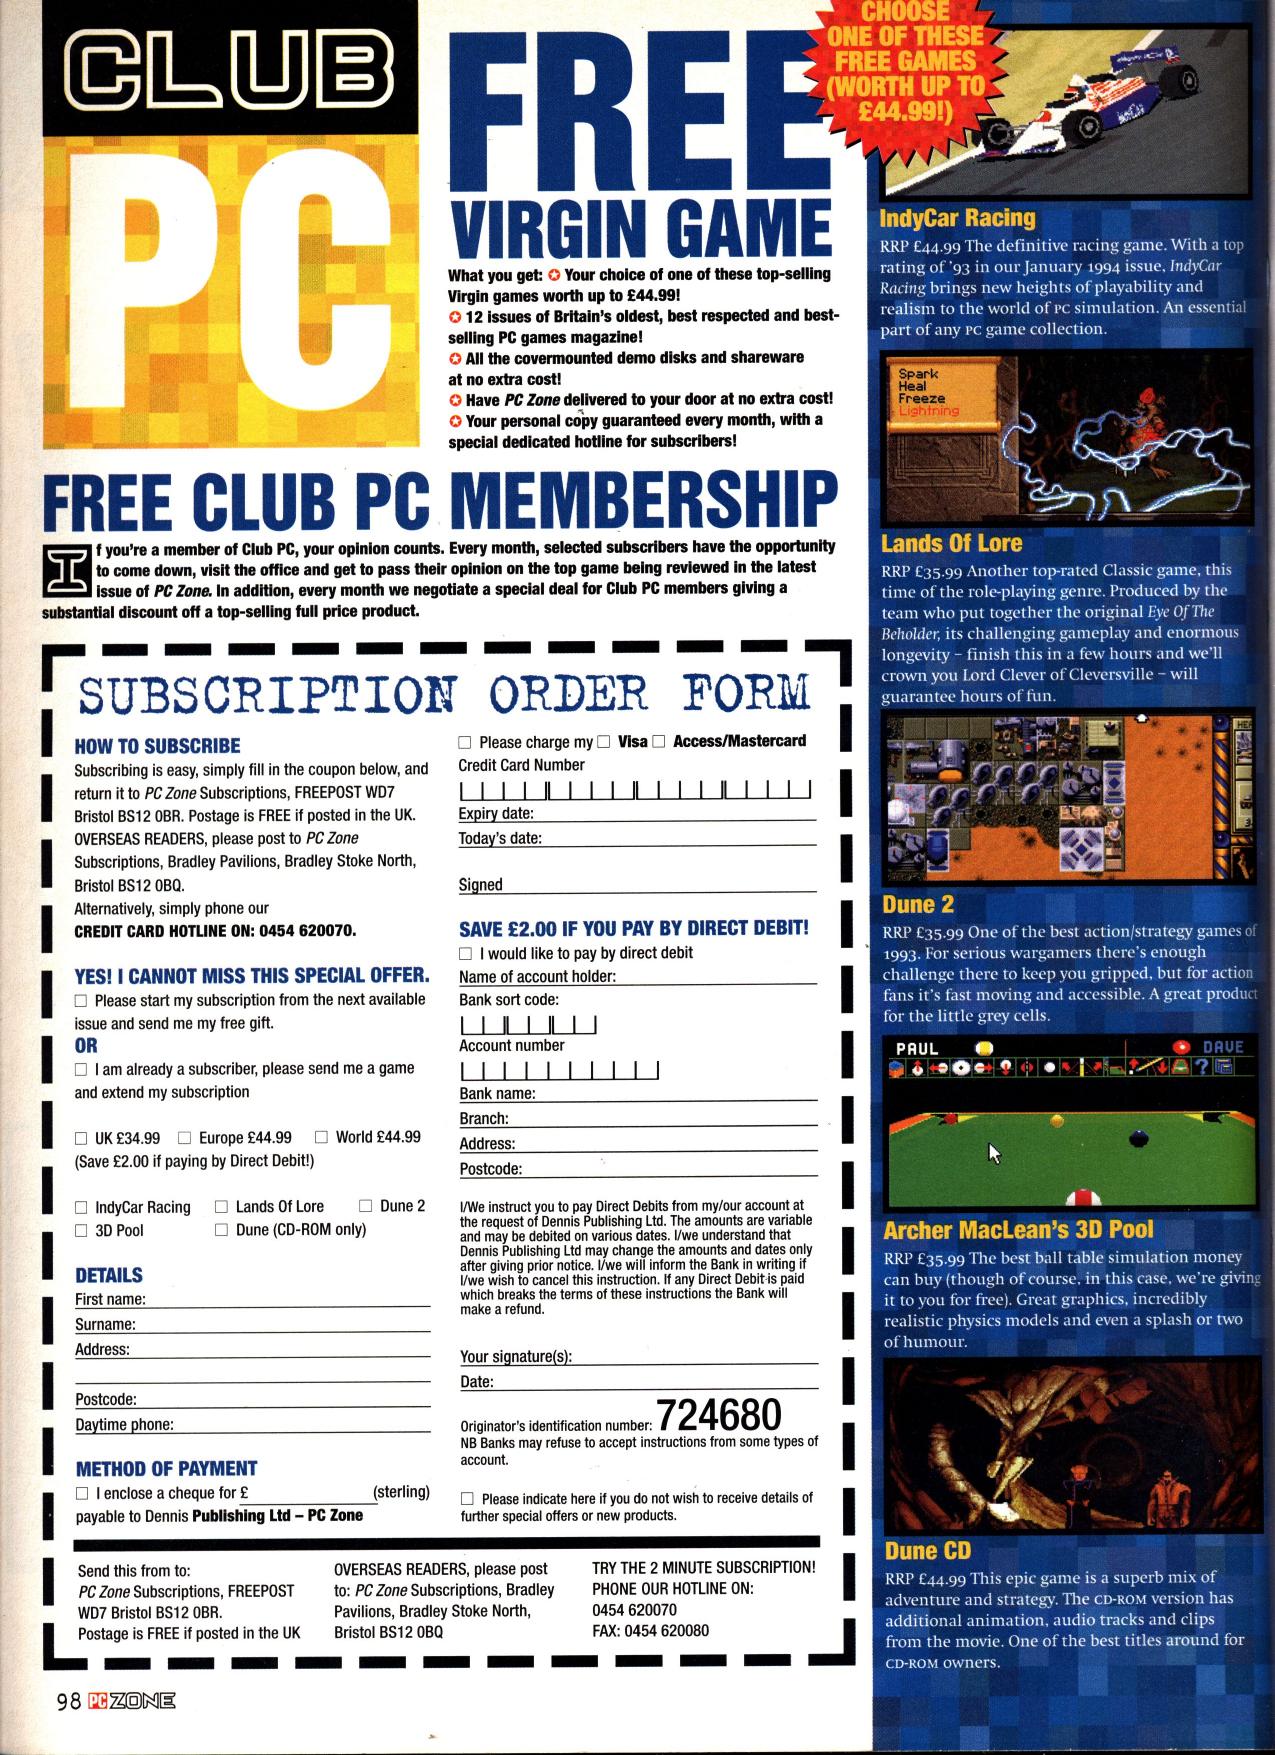 CLUB
PC
FREE
VIRGIN GAME
What you get: ✪ Your choice of one of these top-selling
Virgin games worth up to £44.99!
✪ 12 issues of Britain's oldest, best respected and best-
selling PC games magazine!
✪ All the covermounted demo disks and shareware
at no extra cost!
✪ Have PC Zone delivered to your door at no extra cost!
✪ Your personal copy guaranteed every month, with a
special dedicated hotline for subscribers!
CHOOSE
ONE OF THESE
FREE GAMES
(WORTH UP TO
£44.99!)
FREE CLUB PC MEMBERSHIP
If you're a member of Club PC, your opinion counts. Every month, selected subscribers have the opportunity
to come down, visit the office and get to pass their opinion on the top game being reviewed in the latest
issue of PC Zone. In addition, every month we negotiate a special deal for Club PC members giving a
substantial discount off a top-selling full price product.
SUBSCRIPTION ORDER FORM
HOW TO SUBSCRIBE
Subscribing is easy, simply fill in the coupon below, and
return it to PC Zone Subscriptions, FREEPOST WD7
Bristol BS12 0BR. Postage is FREE if posted in the UK.
OVERSEAS READERS, please post to PC Zone
Subscriptions, Bradley Pavilions, Bradley Stoke North,
Bristol BS12 0BQ.
Alternatively, simply phone our
CREDIT CARD HOTLINE ON: 0454 620070.
YES! I CANNOT MISS THIS SPECIAL OFFER.
☐ Please start my subscription from the next available
issue and send me my free gift.
OR
☐ I am already a subscriber, please send me a game
and extend my subscription
☐ UK £34.99 ☐ Europe £44.99 ☐ World £44.99
(Save £2.00 if paying by Direct Debit!)
☐ IndyCar Racing ☐ Lands Of Lore ☐ Dune 2
☐ 3D Pool ☐ Dune (CD-ROM only)
DETAILS
First name:
Surname:
Address:
Postcode:
Daytime phone:
METHOD OF PAYMENT
☐ I enclose a cheque for £ (sterling)
payable to Dennis Publishing Ltd – PC Zone
☐ Please charge my ☐ Visa ☐ Access/Mastercard
Credit Card Number
Expiry date:
Today's date:
Signed
SAVE £2.00 IF YOU PAY BY DIRECT DEBIT!
☐ I would like to pay by direct debit
Name of account holder:
Bank sort code:
Account number
Bank name:
Branch:
Address:
Postcode:
I/We instruct you to pay Direct Debits from my/our account at
the request of Dennis Publishing Ltd. The amounts are variable
and may be debited on various dates. I/we understand that
Dennis Publishing Ltd may change the amounts and dates only
after giving prior notice. I/we will inform the Bank in writing if
I/we wish to cancel this instruction. If any Direct Debit is paid
which breaks the terms of these instructions the Bank will
make a refund.
Your signature(s):
Date:
Originator's identification number: 724680
NB Banks may refuse to accept instructions from some types of
account.
☐ Please indicate here if you do not wish to receive details of
further special offers or new products.
Send this from to:
PC Zone Subscriptions, FREEPOST
WD7 Bristol BS12 0BR.
Postage is FREE if posted in the UK
OVERSEAS READERS, please post
to: PC Zone Subscriptions, Bradley
Pavilions, Bradley Stoke North,
Bristol BS12 0BQ
TRY THE 2 MINUTE SUBSCRIPTION!
PHONE OUR HOTLINE ON:
0454 620070
FAX: 0454 620080
98 PC ZONE
IndyCar Racing
RRP £44.99 The definitive racing game. With a top
rating of '93 in our January 1994 issue, IndyCar
Racing brings new heights of playability and
realism to the world of PC simulation. An essential
part of any PC game collection.
Spark
Heal
Freeze
Lightning
Lands Of Lore
RRP £35.99 Another top-rated Classic game, this
time of the role-playing genre. Produced by the
team who put together the original Eye Of The
Beholder, its challenging gameplay and enormous
longevity – finish this in a few hours and we'll
crown you Lord Clever of Cleversville – will
guarantee hours of fun.
Dune 2
RRP £35.99 One of the best action/strategy games of
1993. For serious wargamers there's enough
challenge there to keep you gripped, but for action
fans it's fast moving and accessible. A great product
for the little grey cells.
PAUL DAVE
Archer MacLean's 3D Pool
RRP £35.99 The best ball table simulation money
can buy (though of course, in this case, we're giving
it to you for free). Great graphics, incredibly
realistic physics models and even a splash or two
of humour.
Dune CD
RRP £44.99 This epic game is a superb mix of
adventure and strategy. The CD-ROM version has
additional animation, audio tracks and clips
from the movie. One of the best titles around for
CD-ROM owners.